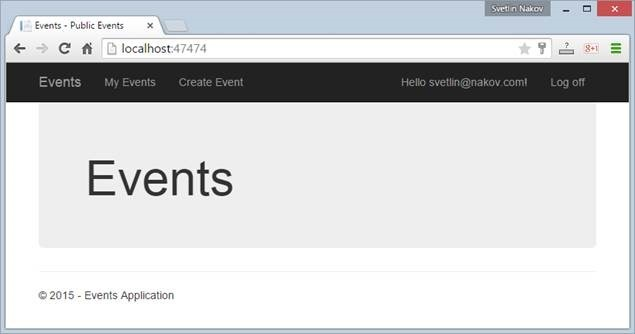 Svetlin Nakov
Events - Public Events
localhost:47474
g+1
Events My Events Create Event Hello svetlin@nakov.com! Log off
Events
© 2015 - Events Application